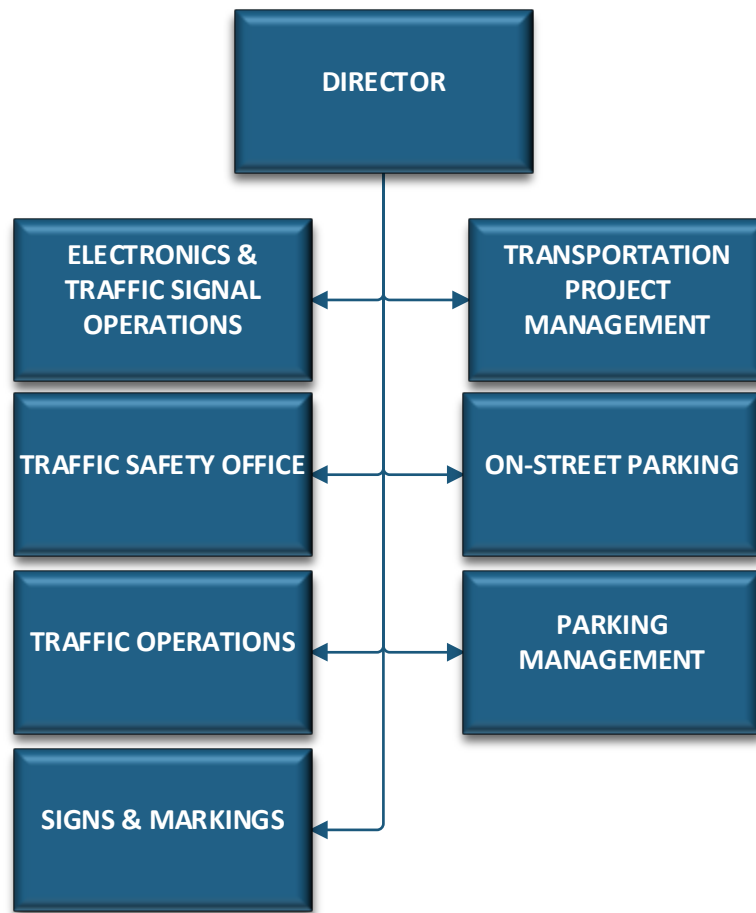 DIRECTOR
ELECTRONICS &
TRAFFIC SIGNAL
OPERATIONS
TRANSPORTATION
PROJECT
MANAGEMENT
TRAFFIC SAFETY OFFICE
ON-STREET PARKING
TRAFFIC OPERATIONS
PARKING
MANAGEMENT
SIGNS & MARKINGS